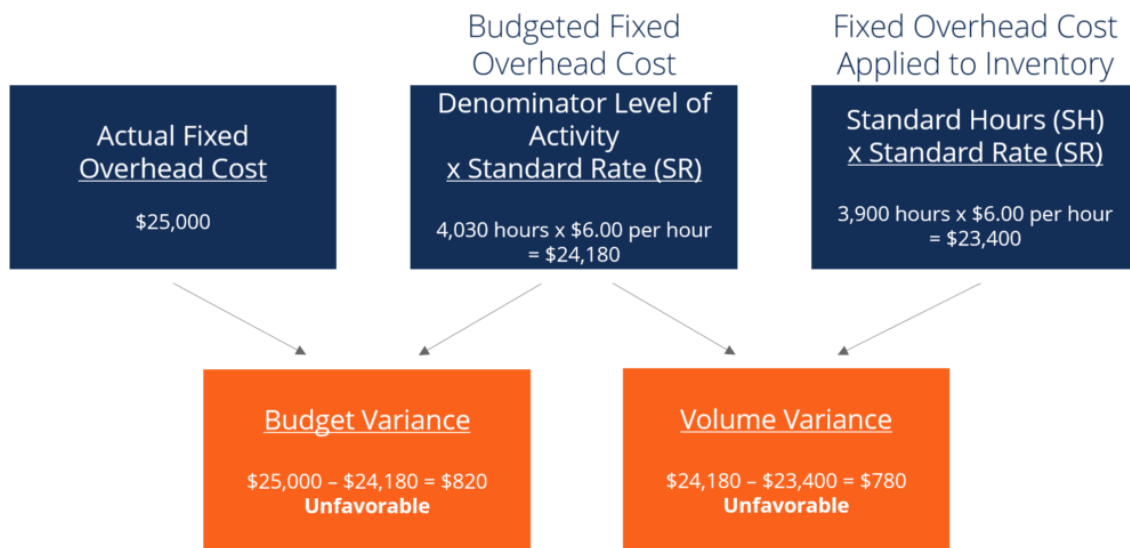 Budgeted Fixed
Overhead Cost
Fixed Overhead Cost
Applied to Inventory
Actual Fixed
Overhead Cost
$25,000
Denominator Level of
Activity
x Standard Rate (SR)
4,030 hours x $6.00 per hour
= $24,180
Standard Hours (SH)
x Standard Rate (SR)
3,900 hours x $6.00 per hour
= $23,400
Budget Variance
$25,000 – $24,180 = $820
Unfavorable
Volume Variance
$24,180 – $23,400 = $780
Unfavorable